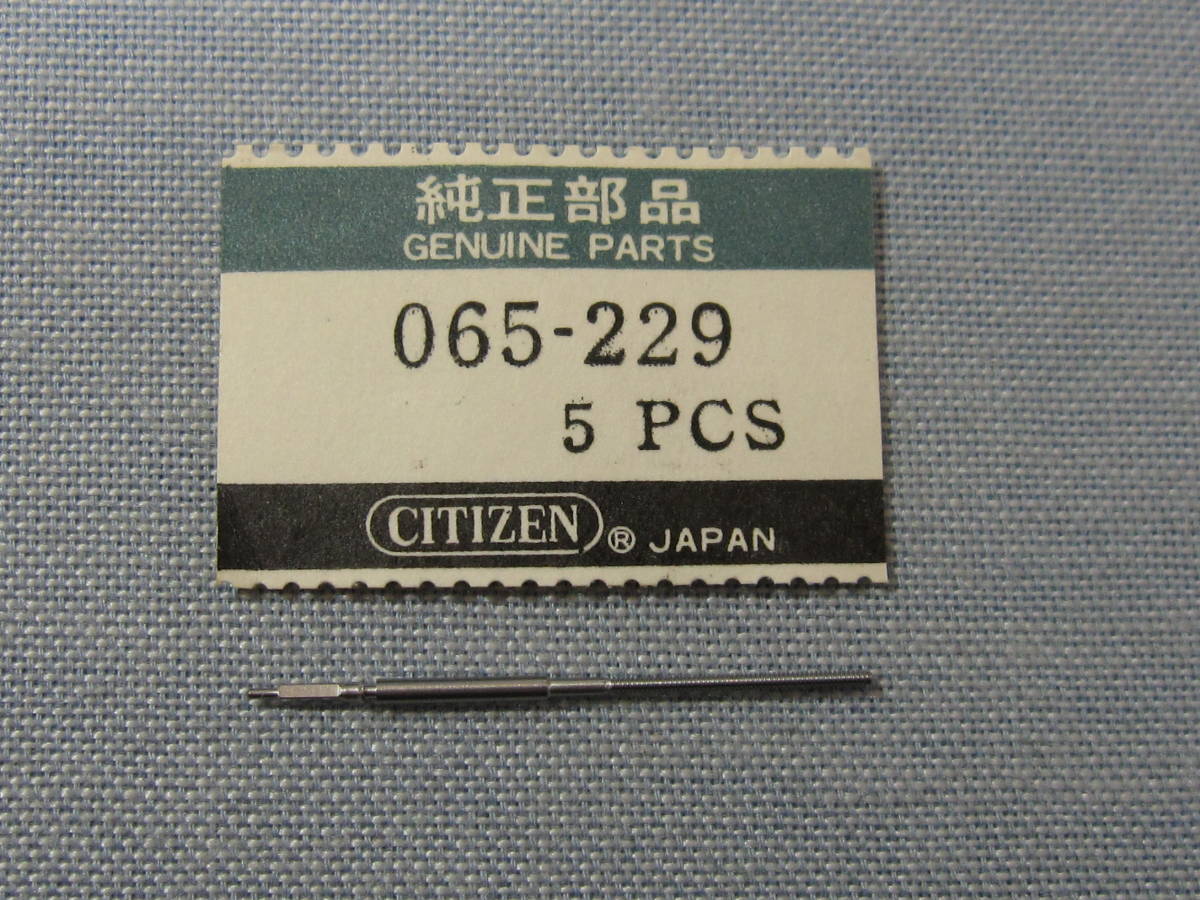 純正部品
GENUINE PARTS
065-229
5 PCS
CITIZEN ® JAPAN